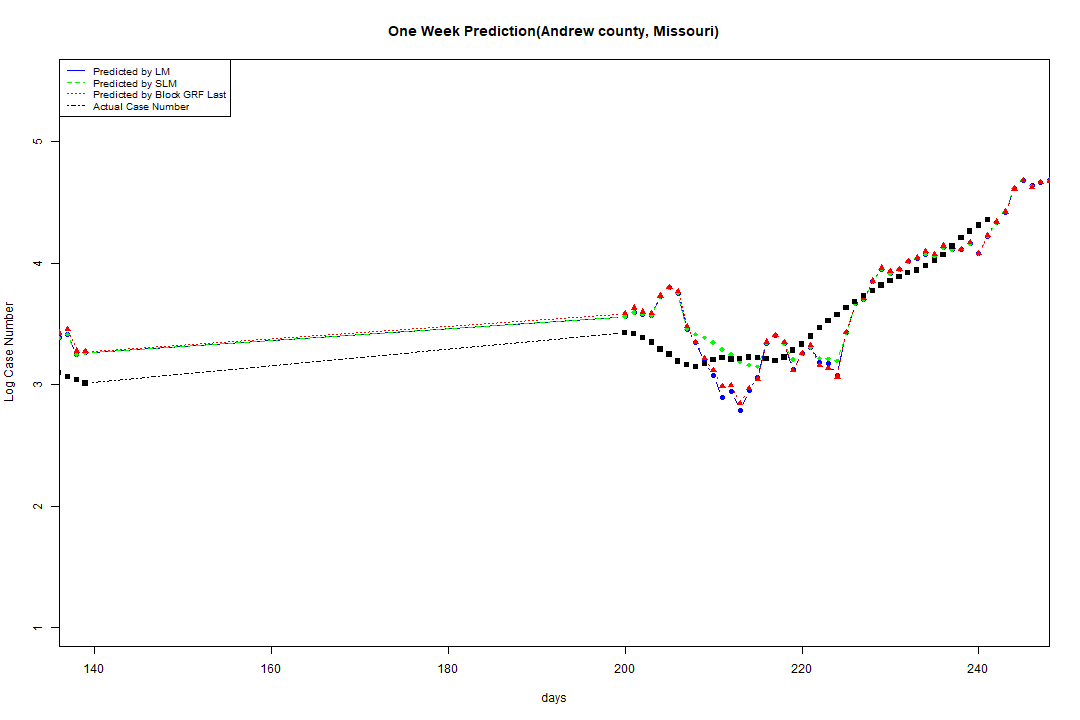 One Week Prediction(Andrew county, Missouri)
Predicted by LM
Predicted by SLM
Predicted by Block GRF Last
Actual Case Number
5
4
3
2
1
Log Case Number
140 160 180 200 220 240
days